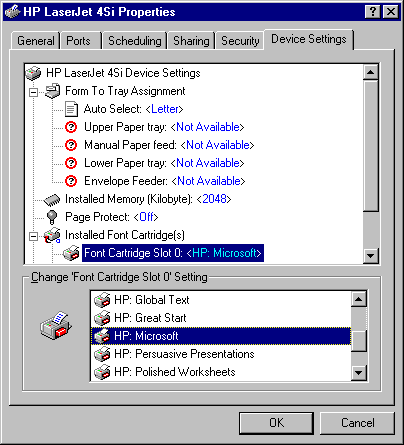 HP LaserJet 4Si Properties
General Ports Scheduling Sharing Security Device Settings
HP LaserJet 4Si Device Settings
Form To Tray Assignment
Auto Select: <Letter>
Upper Paper tray: <Not Available>
Manual Paper feed: <Not Available>
Lower Paper tray: <Not Available>
Envelope Feeder: <Not Available>
Installed Memory (Kilobyte): <2048>
Page Protect: <Off>
Installed Font Cartridge(s)
Font Cartridge Slot 0: <HP: Microsoft>
Change 'Font Cartridge Slot 0' Setting
HP: Global Text
HP: Great Start
HP: Microsoft
HP: Persuasive Presentations
HP: Polished Worksheets
OK Cancel